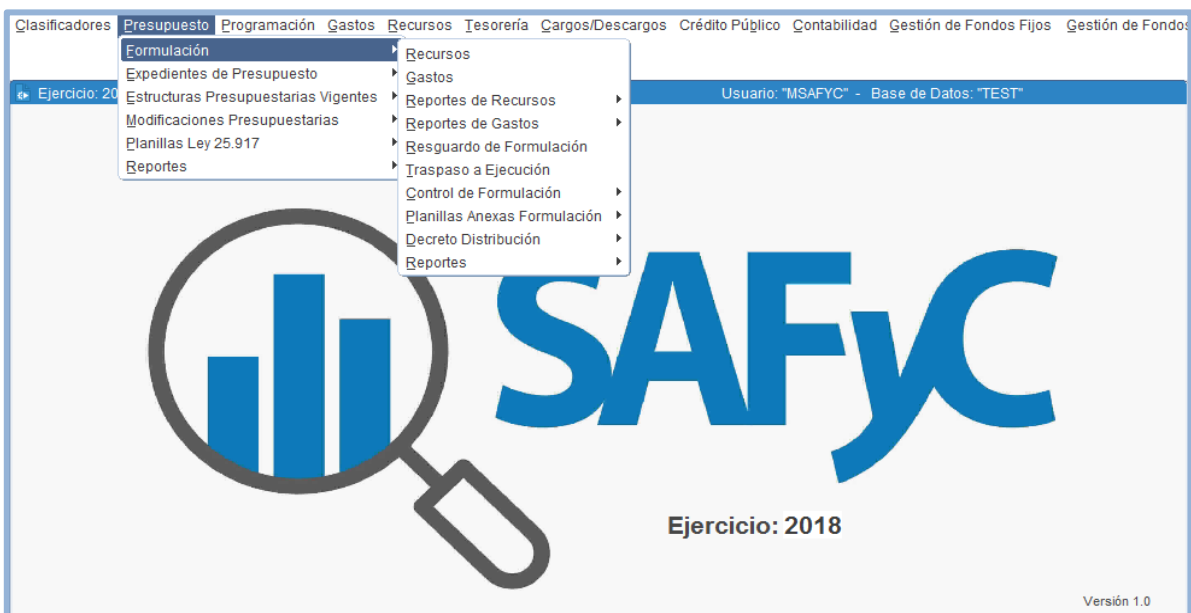 Clasificadores Presupuesto Programación Gastos Recursos Tesorería Cargos/Descargos Crédito Público Contabilidad Gestión de Fondos Fijos Gestión de Fondos
Formulación
Expedientes de Presupuesto
Estructuras Presupuestarias Vigentes
Modificaciones Presupuestarias
Planillas Ley 25.917
Reportes
Recursos
Gastos
Reportes de Recursos
Reportes de Gastos
Resguardo de Formulación
Traspaso a Ejecución
Control de Formulación
Planillas Anexas Formulación
Decreto Distribución
Reportes
Ejercicio: 20 Usuario: "MSAFYC" - Base de Datos: "TEST"
SAFyC
Ejercicio: 2018
Versión 1.0